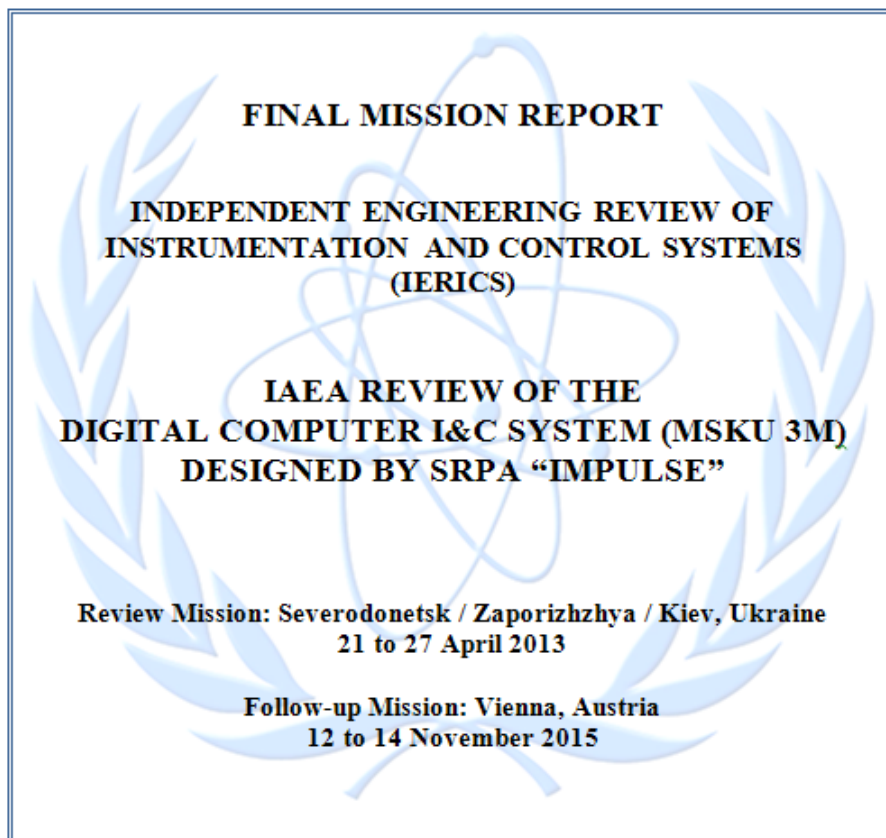 FINAL MISSION REPORT
INDEPENDENT ENGINEERING REVIEW OF
INSTRUMENTATION AND CONTROL SYSTEMS
(IERICS)
IAEA REVIEW OF THE
DIGITAL COMPUTER I&C SYSTEM (MSKU 3M)
DESIGNED BY SRPA “IMPULSE”
Review Mission: Severodonetsk / Zaporizhzhya / Kiev, Ukraine
21 to 27 April 2013
Follow-up Mission: Vienna, Austria
12 to 14 November 2015